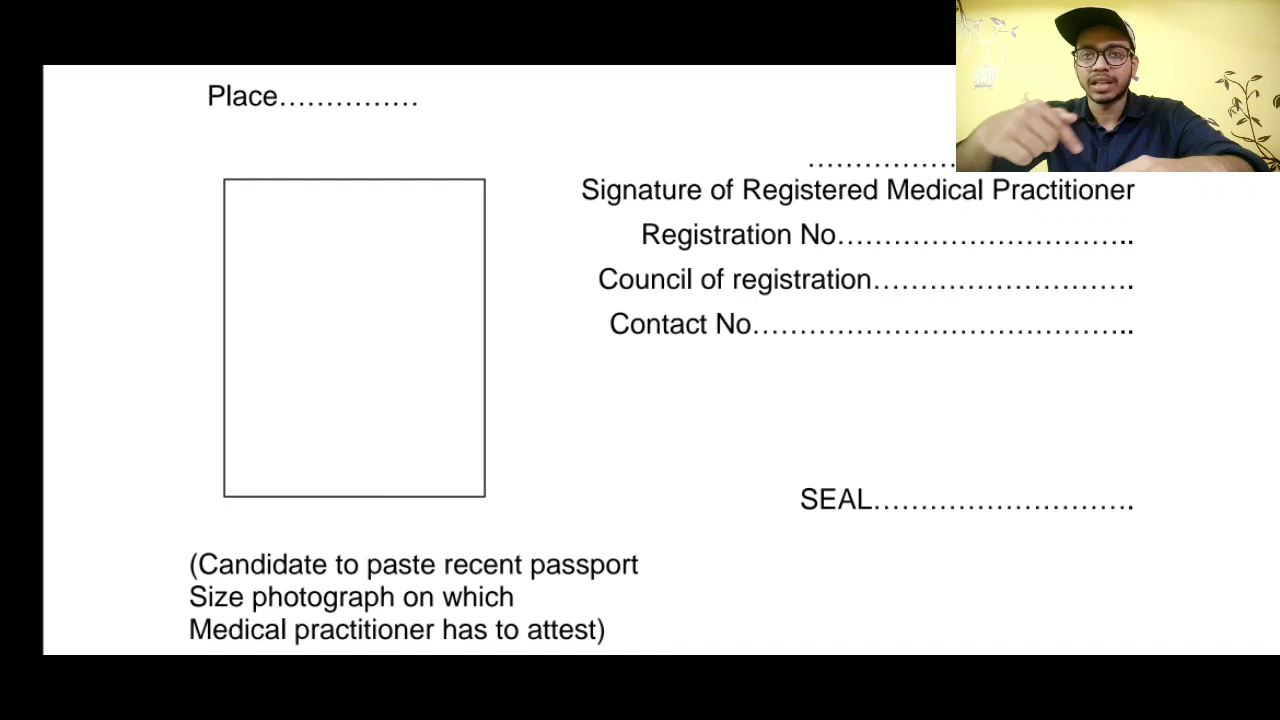 Place……………
………………
Signature of Registered Medical Practitioner
Registration No…………………………….. 
Council of registration……………………….
Contact No………………………………………..
SEAL……………………….
(Candidate to paste recent passport
Size photograph on which
Medical practitioner has to attest)